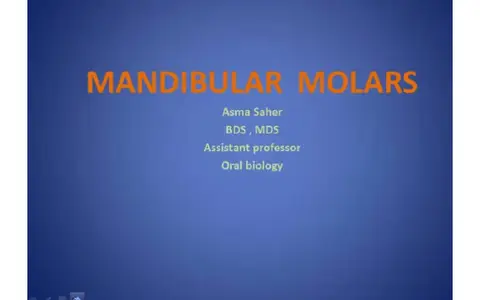 MANDIBULAR MOLARS
Asma Saher
BDS , MDS
Assistant professor
Oral biology